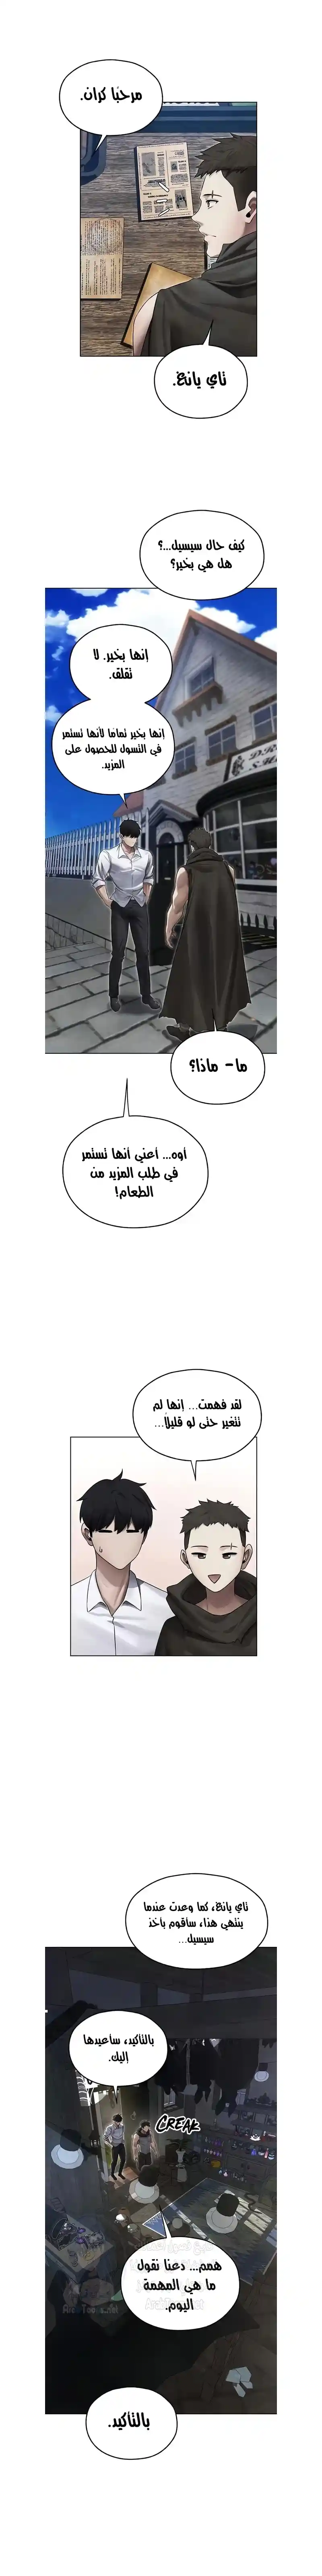 مرحبًا كران.
تاي يانغ.
كيف حال سيسيل...؟
هل هي بخير؟
إنها بخير. لا
تقلق.
إنها بخير تمامًا لأنها تستمر
في التسول للحصول على
المزيد.
ما- ماذا؟
أوه... أعني أنها تستمر
في طلب المزيد من
الطعام!
لقد فهمت... إنها لم
تتغير حتى لو قليلاً...
تاي يانغ، كما وعدت عندما
ينتهي هذا، سأقوم بأخذ
سيسيل...
بالتأكيد، سأعيدها
إليك.
CREAK
همم... دعنا نقول
ما هي المهمة
اليوم.
بالتأكيد.